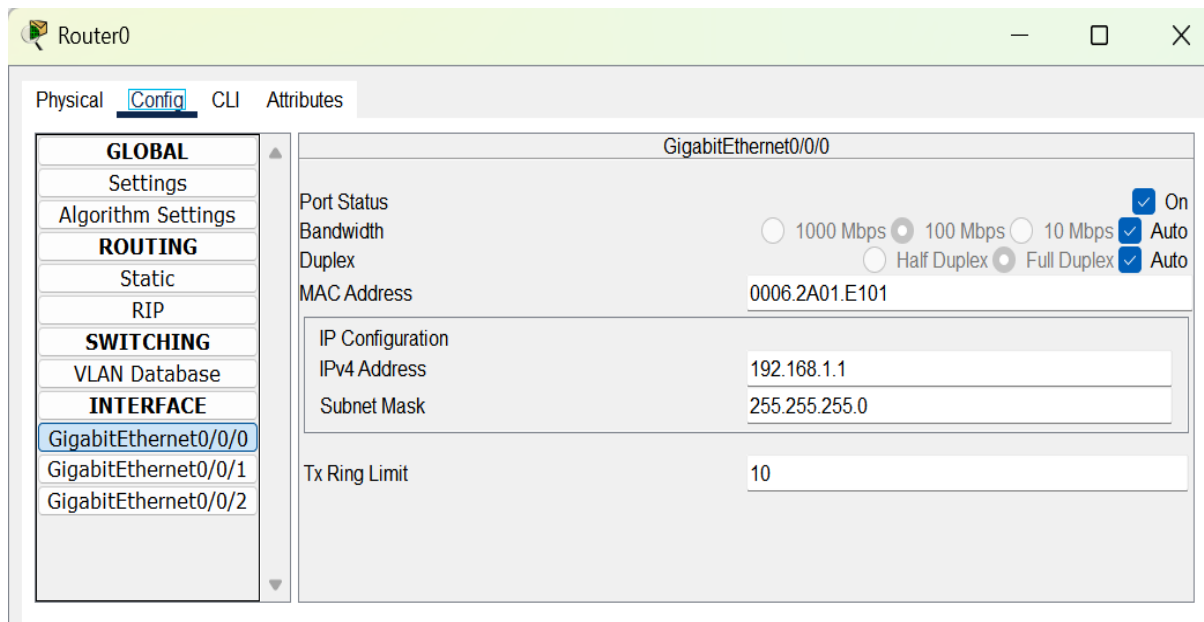 Router0
Physical Config CLI Attributes
GLOBAL
Settings
Algorithm Settings
ROUTING
Static
RIP
SWITCHING
VLAN Database
INTERFACE
GigabitEthernet0/0/0
GigabitEthernet0/0/1
GigabitEthernet0/0/2
GigabitEthernet0/0/0
Port Status On
Bandwidth 1000 Mbps 100 Mbps 10 Mbps Auto
Duplex Half Duplex Full Duplex Auto
MAC Address 0006.2A01.E101
IP Configuration
IPv4 Address 192.168.1.1
Subnet Mask 255.255.255.0
Tx Ring Limit 10